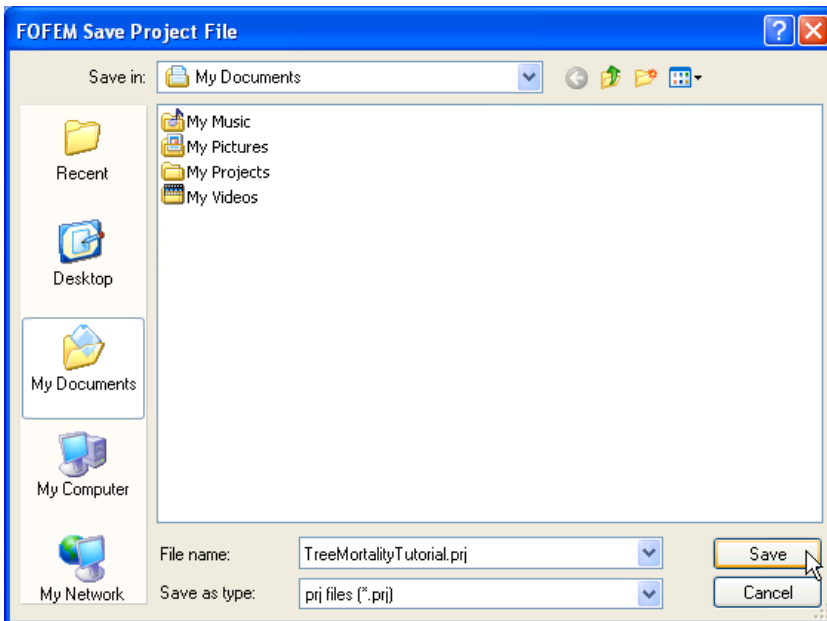 FOFEM Save Project File
Save in: My Documents
My Music
My Pictures
My Projects
My Videos
Recent
Desktop
My Documents
My Computer
My Network
File name: TreeMortalityTutorial.prj Save
Save as type: prj files (*.prj) Cancel